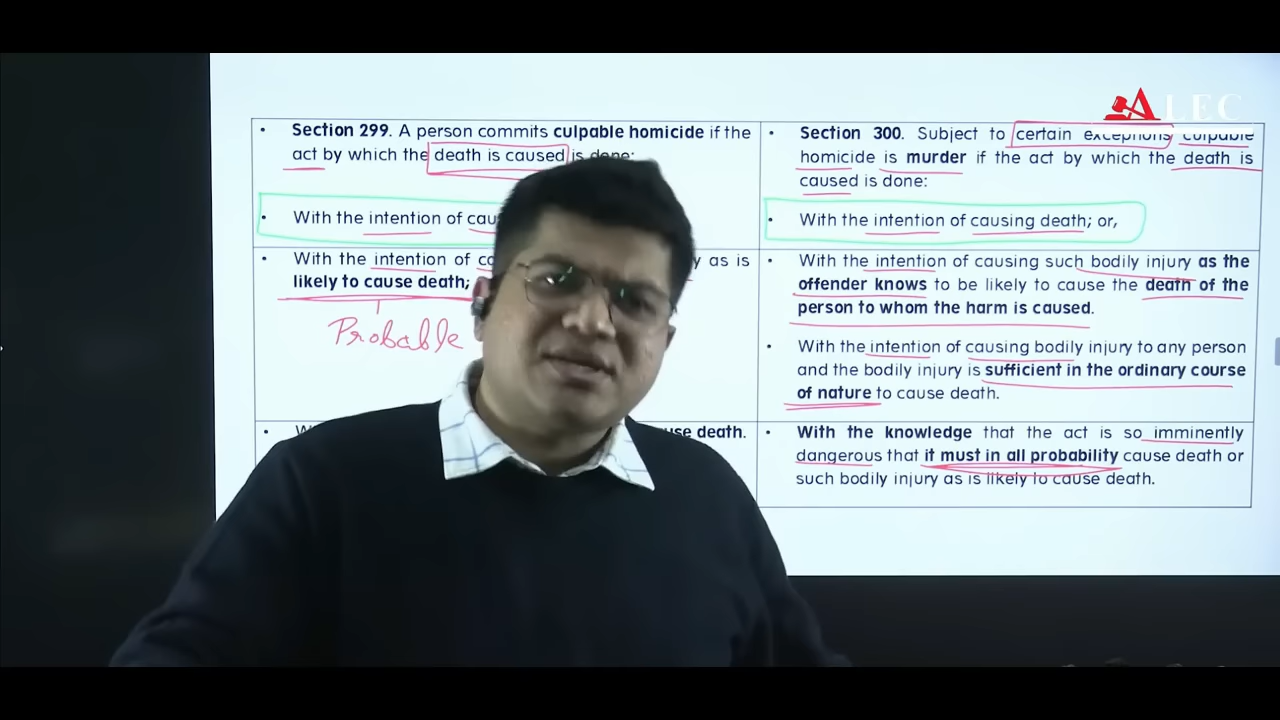 ALEC
Section 299. A person commits culpable homicide if the
act by which the death is caused is done:
With the intention of cau
With the intention of
likely to cause death;
y as is
Probable
use death.
Section 300. Subject to certain exceptions culpable
homicide is murder if the act by which the death is
caused is done:
With the intention of causing death; or,
With the intention of causing such bodily injury as the
offender knows to be likely to cause the death of the
person to whom the harm is caused.
With the intention of causing bodily injury to any person
and the bodily injury is sufficient in the ordinary course
of nature to cause death.
With the knowledge that the act is so imminently
dangerous that it must in all probability cause death or
such bodily injury as is likely to cause death.